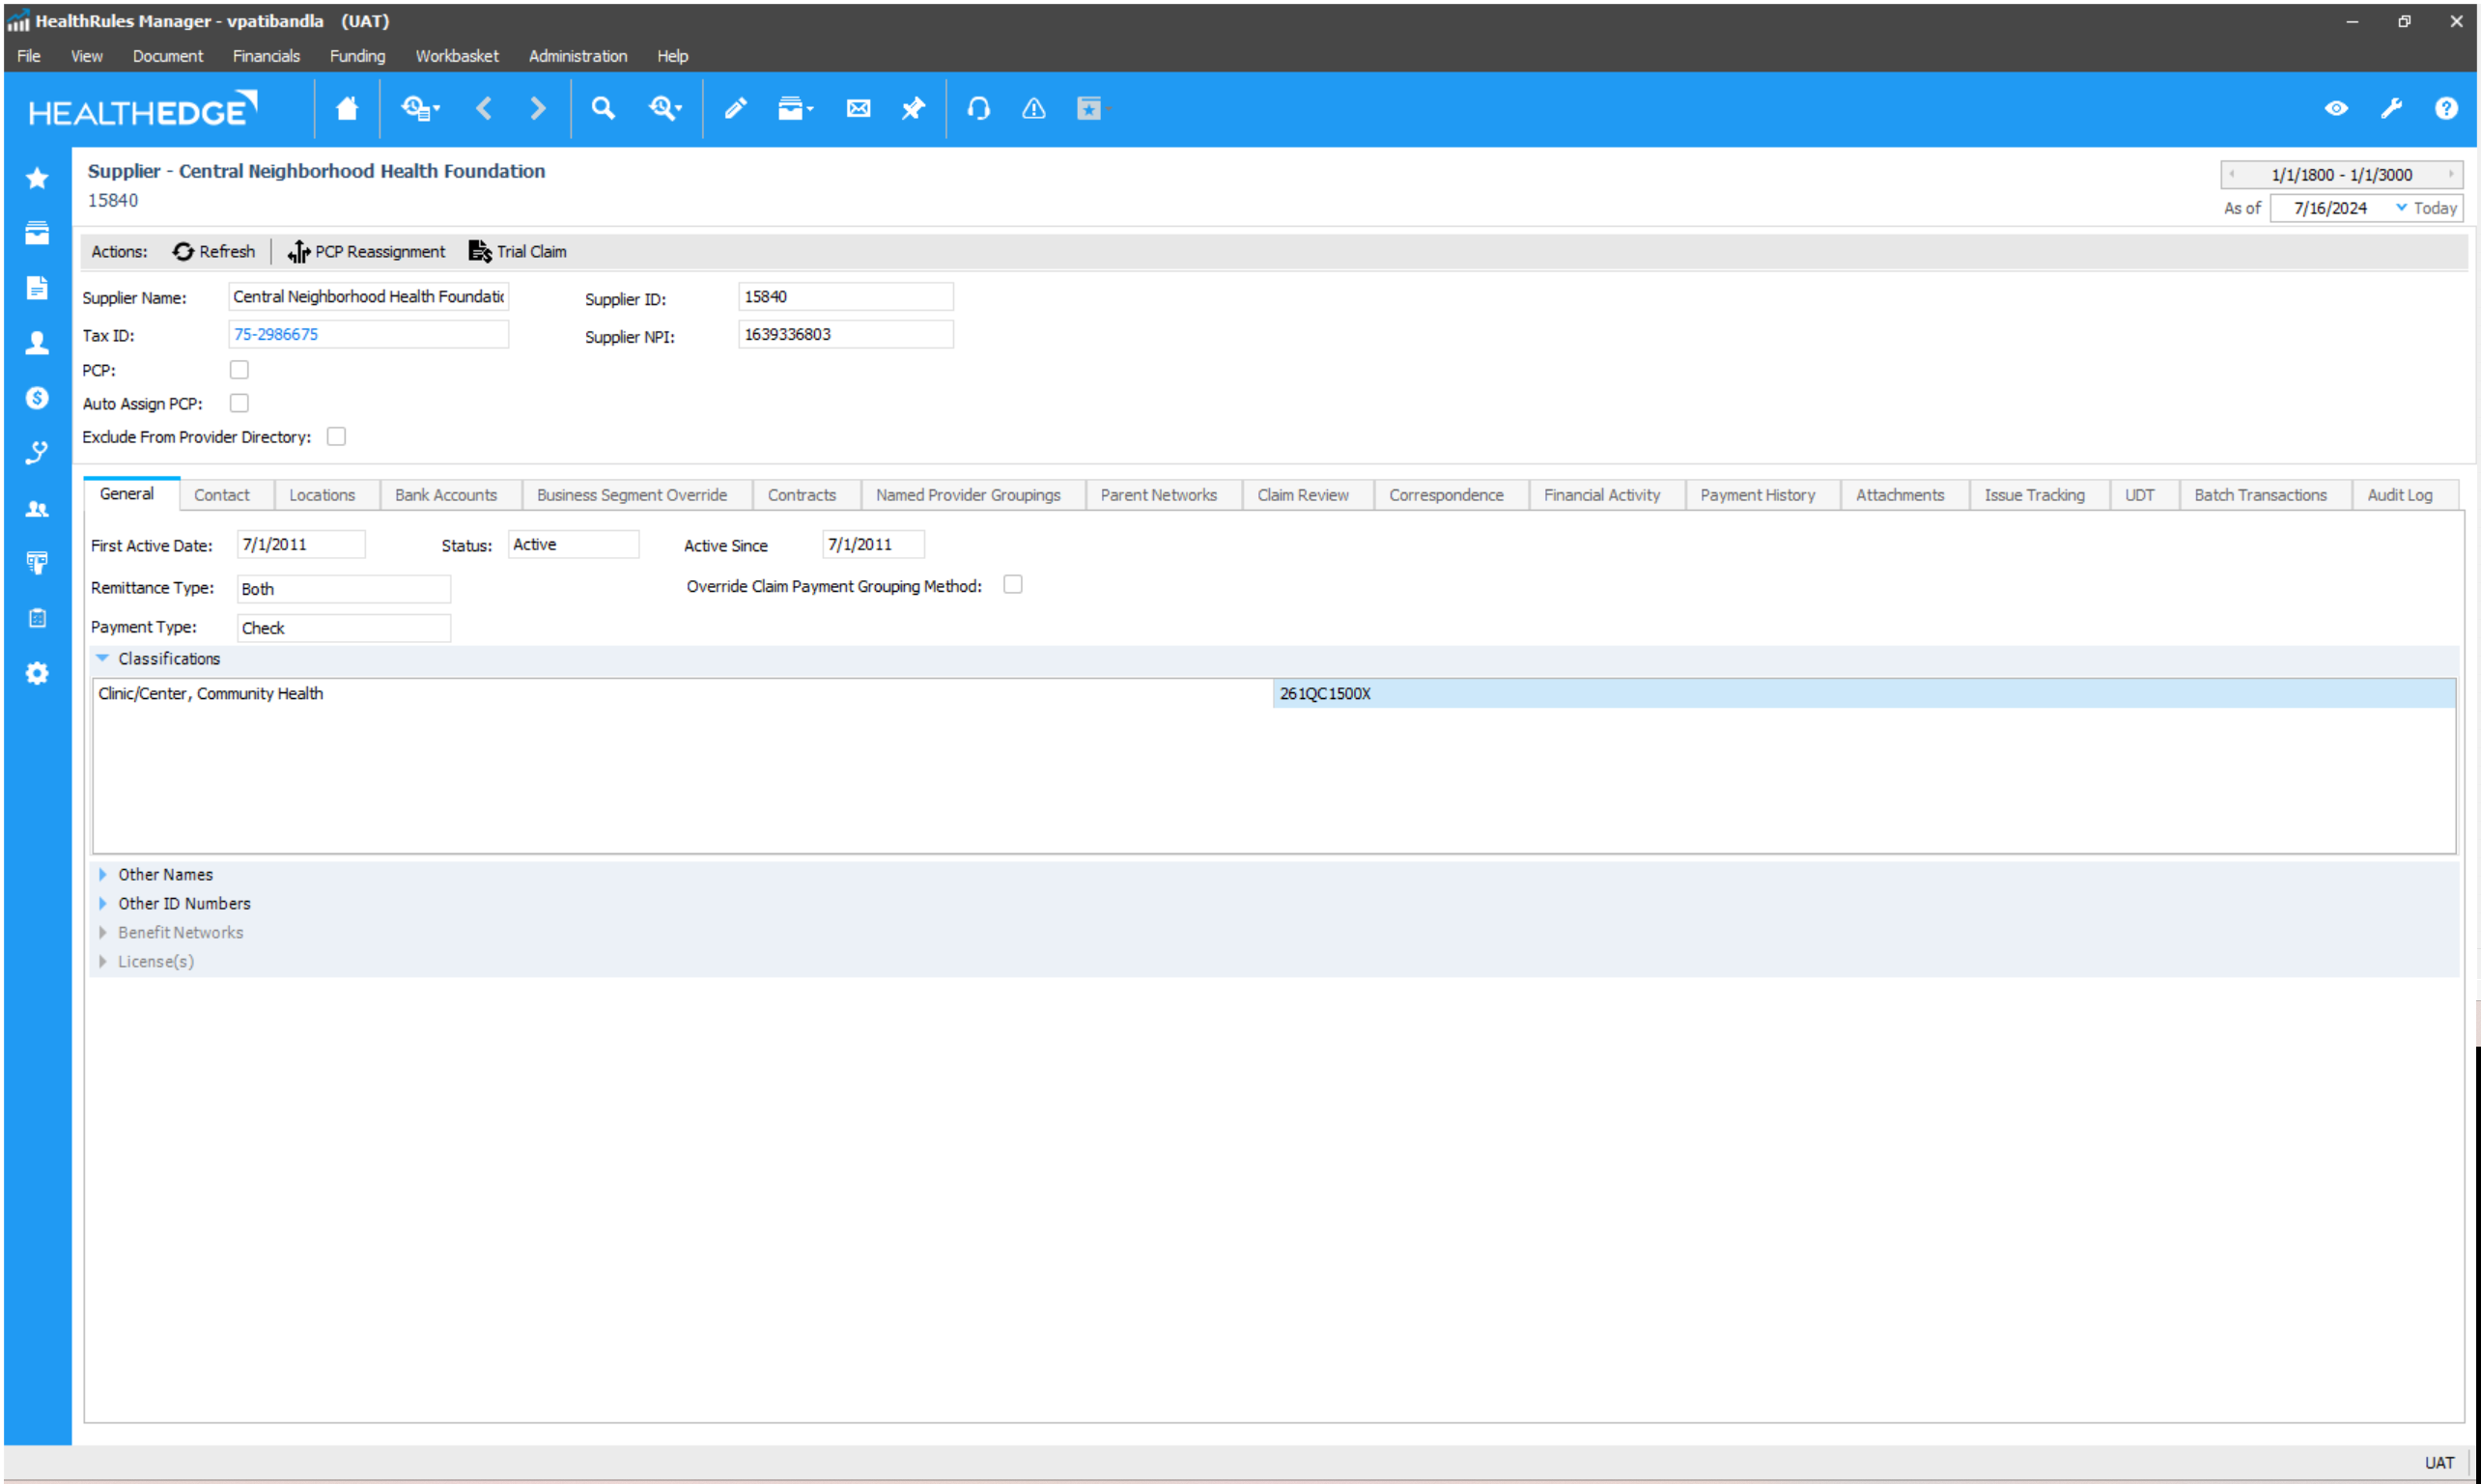 HealthRules Manager - vpatibandla (UAT)
File View Document Financials Funding Workbasket Administration Help
HEALTHEDGE
Supplier - Central Neighborhood Health Foundation
15840
1/1/1800 - 1/1/3000
As of 7/16/2024 Today
Actions: Refresh PCP Reassignment Trial Claim
Supplier Name: Central Neighborhood Health Foundatic Supplier ID: 15840
Tax ID: 75-2986675 Supplier NPI: 1639336803
PCP:
Auto Assign PCP:
Exclude From Provider Directory:
General Contact Locations Bank Accounts Business Segment Override Contracts Named Provider Groupings Parent Networks Claim Review Correspondence Financial Activity Payment History Attachments Issue Tracking UDT Batch Transactions Audit Log
First Active Date: 7/1/2011 Status: Active Active Since 7/1/2011
Remittance Type: Both Override Claim Payment Grouping Method:
Payment Type: Check
Classifications
Clinic/Center, Community Health 261QC1500X
Other Names
Other ID Numbers
Benefit Networks
License(s)
UAT